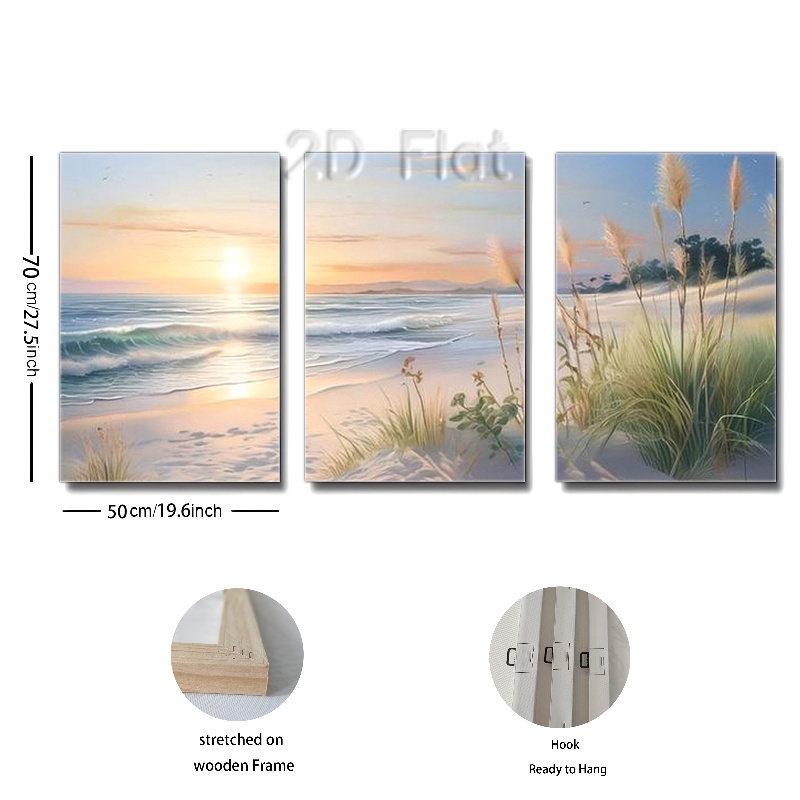 2D Flat
70cm/27.5inch
50cm/19.6inch
stretched on
wooden Frame
Hook
Ready to Hang